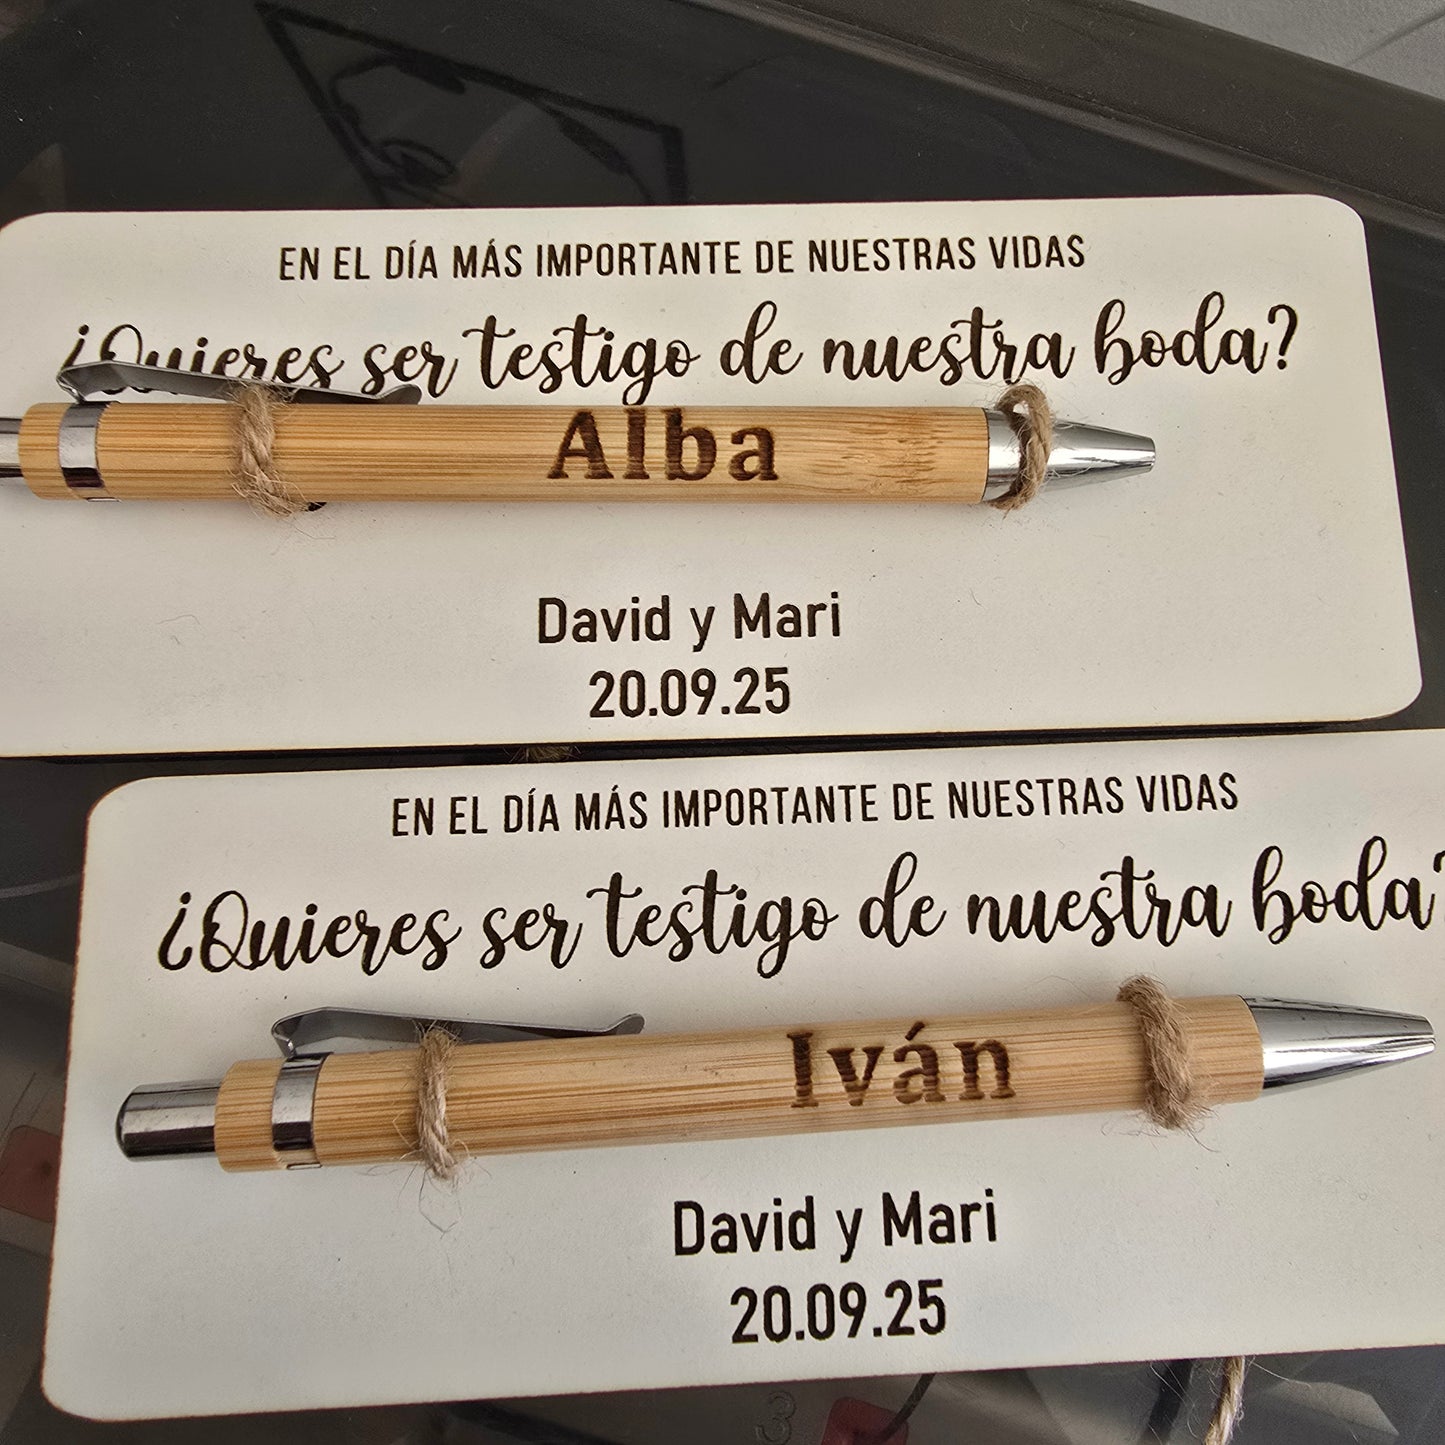 EN EL DÍA MÁS IMPORTANTE DE NUESTRAS VIDAS
¿Quieres ser testigo de nuestra boda?
Alba
David y Mari
20.09.25
EN EL DÍA MÁS IMPORTANTE DE NUESTRAS VIDAS
¿Quieres ser testigo de nuestra boda?
Iván
David y Mari
20.09.25
3